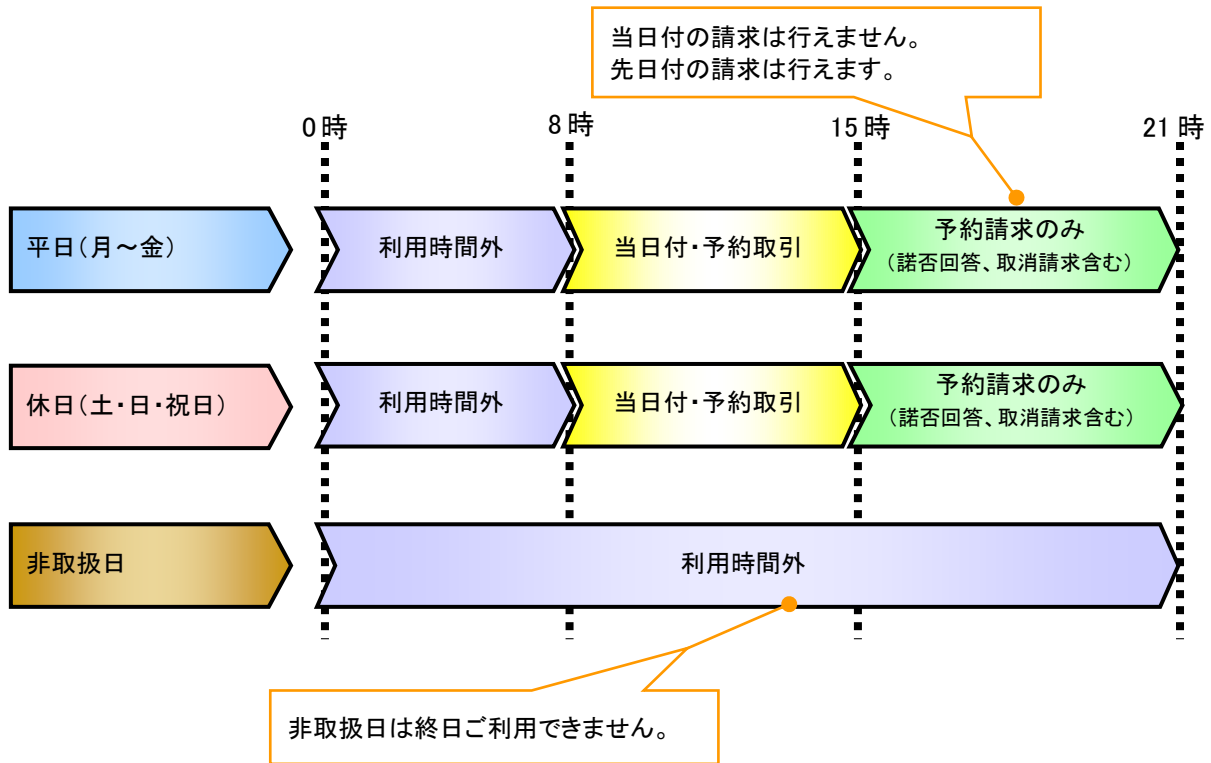 当日付の請求は行えません。
先日付の請求は行えます。
0時
8時
15時
21時
平日(月～金)
利用時間外
当日付・予約取引
予約請求のみ
(諾否回答、取消請求含む)
休日(土・日・祝日)
利用時間外
当日付・予約取引
予約請求のみ
(諾否回答、取消請求含む)
非取扱日
利用時間外
非取扱日は終日ご利用できません。